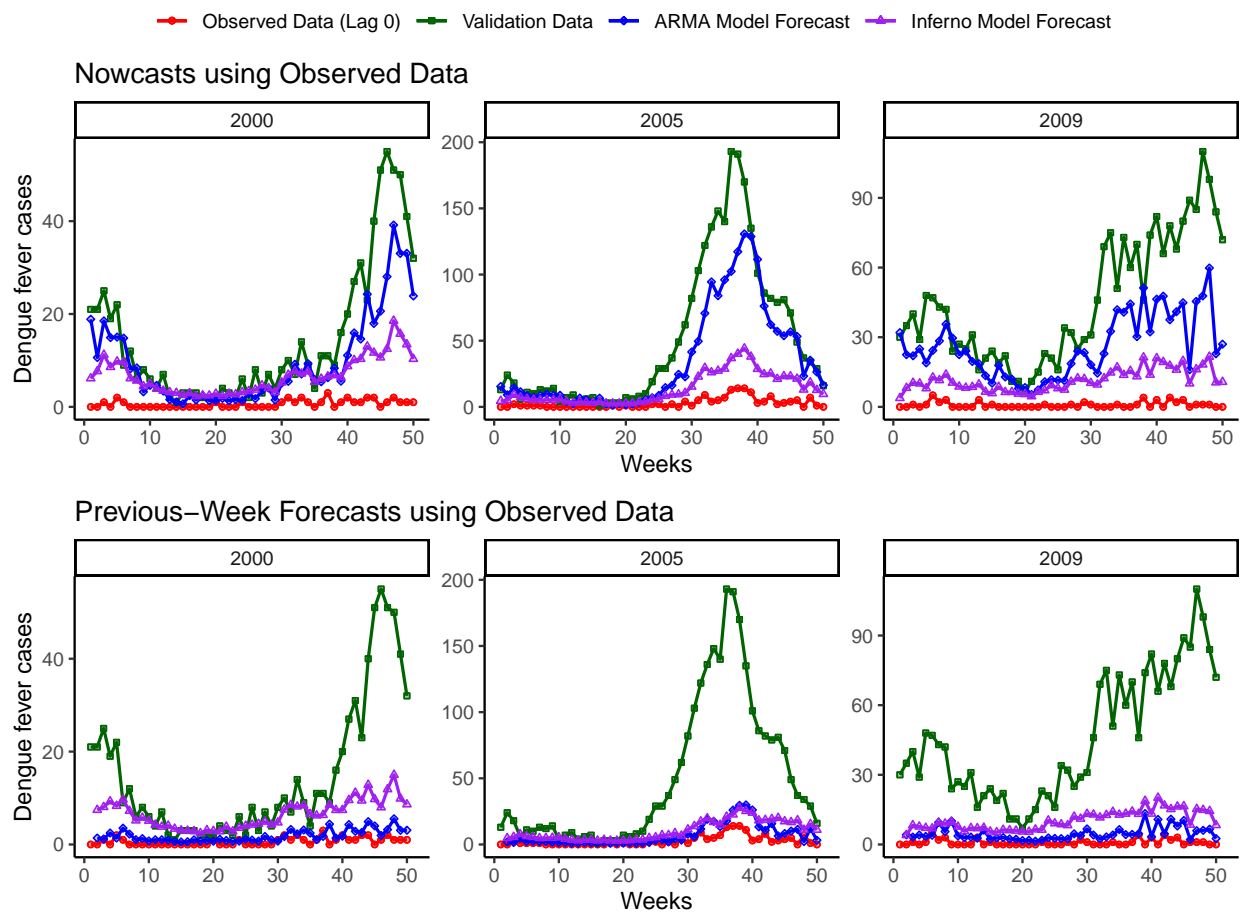 Observed Data (Lag 0) Validation Data ARMA Model Forecast Inferno Model Forecast
Nowcasts using Observed Data
2000 2005 2009
Dengue fever cases
0 20 40
0 50 100 150 200
0 30 60 90
0 10 20 30 40 50 0 10 20 30 40 50 0 10 20 30 40 50
Weeks
Previous−Week Forecasts using Observed Data
2000 2005 2009
Dengue fever cases
0 20 40
0 50 100 150 200
0 30 60 90
0 10 20 30 40 50 0 10 20 30 40 50 0 10 20 30 40 50
Weeks